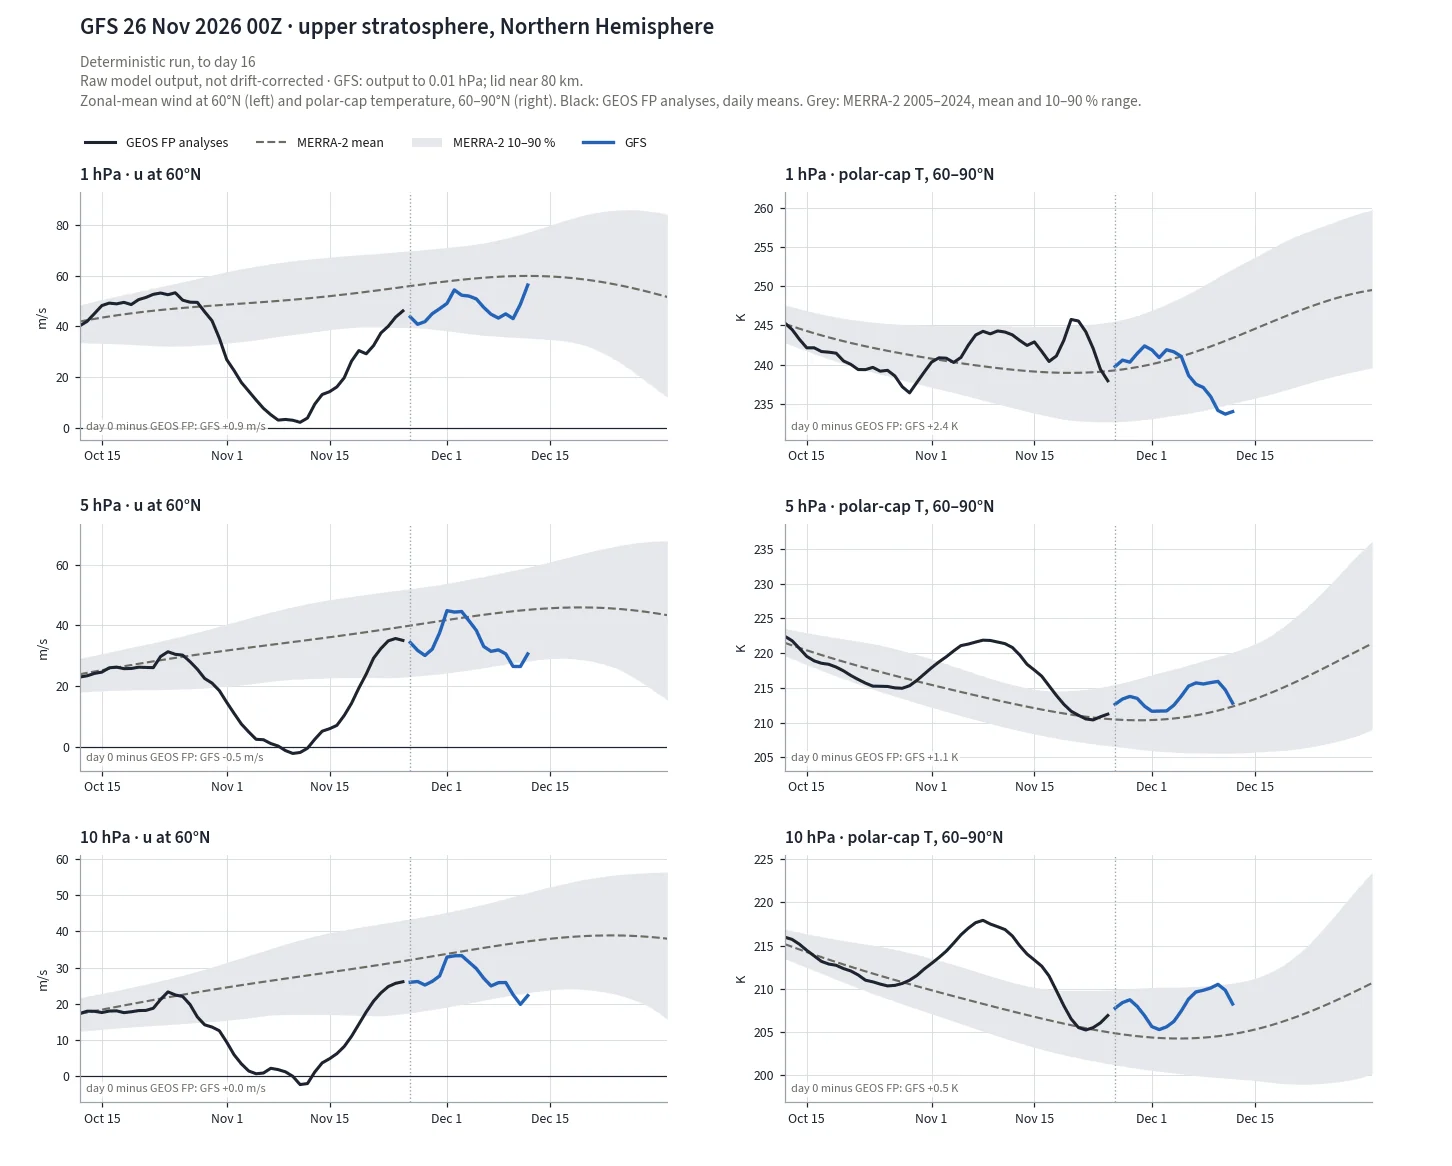 GFS 26 Nov 2026 00Z · upper stratosphere, Northern Hemisphere
Deterministic run, to day 16
Raw model output, not drift-corrected · GFS: output to 0.01 hPa; lid near 80 km.
Zonal-mean wind at 60°N (left) and polar-cap temperature, 60–90°N (right). Black: GEOS FP analyses, daily means. Grey: MERRA-2 2005–2024, mean and 10–90 % range.
GEOS FP analyses MERRA-2 mean MERRA-2 10–90 % GFS
1 hPa · u at 60°N
80
60
40
20
0
m/s
day 0 minus GEOS FP: GFS +0.9 m/s
Oct 15 Nov 1 Nov 15 Dec 1 Dec 15
1 hPa · polar-cap T, 60–90°N
260
255
250
245
240
235
K
day 0 minus GEOS FP: GFS +2.4 K
Oct 15 Nov 1 Nov 15 Dec 1 Dec 15
5 hPa · u at 60°N
60
40
20
0
m/s
day 0 minus GEOS FP: GFS -0.5 m/s
Oct 15 Nov 1 Nov 15 Dec 1 Dec 15
5 hPa · polar-cap T, 60–90°N
235
230
225
220
215
210
205
K
day 0 minus GEOS FP: GFS +1.1 K
Oct 15 Nov 1 Nov 15 Dec 1 Dec 15
10 hPa · u at 60°N
60
50
40
30
20
10
0
m/s
day 0 minus GEOS FP: GFS +0.0 m/s
Oct 15 Nov 1 Nov 15 Dec 1 Dec 15
10 hPa · polar-cap T, 60–90°N
225
220
215
210
205
200
K
day 0 minus GEOS FP: GFS +0.5 K
Oct 15 Nov 1 Nov 15 Dec 1 Dec 15